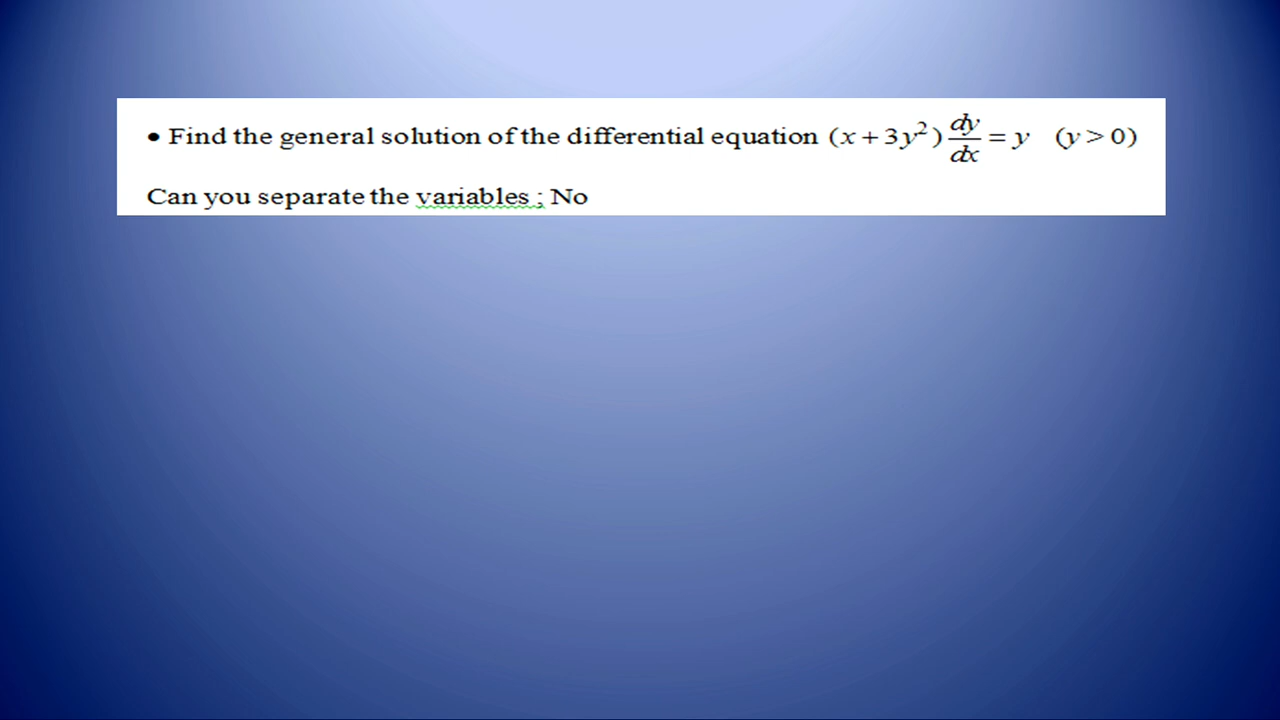 • Find the general solution of the differential equation (x + 3y²) dy/dx = y (y > 0)
Can you separate the variables ; No